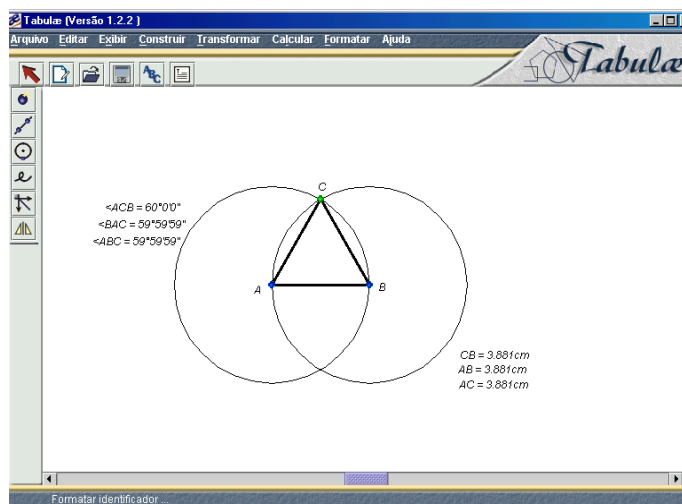 Tabulæ (Versão 1.2.2 )
Arquivo Editar Exibir Construir Transformar Calcular Formatar Ajuda
Tabulæ
ABC
C
<ACB = 60°0'0"
<BAC = 59°59'59"
<ABC = 59°59'59"
A
B
CB = 3.881cm
AB = 3.881cm
AC = 3.881cm
Formatar identificador ...